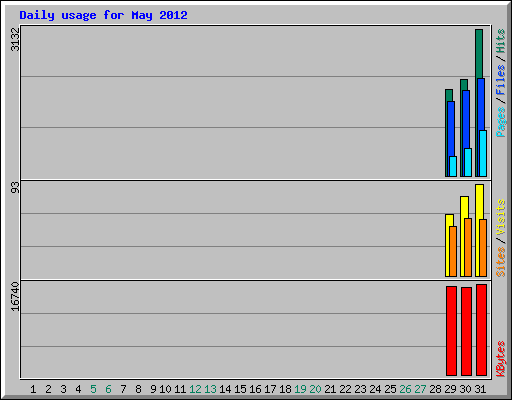 Daily usage for May 2012
3132
Pages/Files/Hits
93
Sites/Visits
16740
KBytes
1 2 3 4 5 6 7 8 9 10 11 12 13 14 15 16 17 18 19 20 21 22 23 24 25 26 27 28 29 30 31